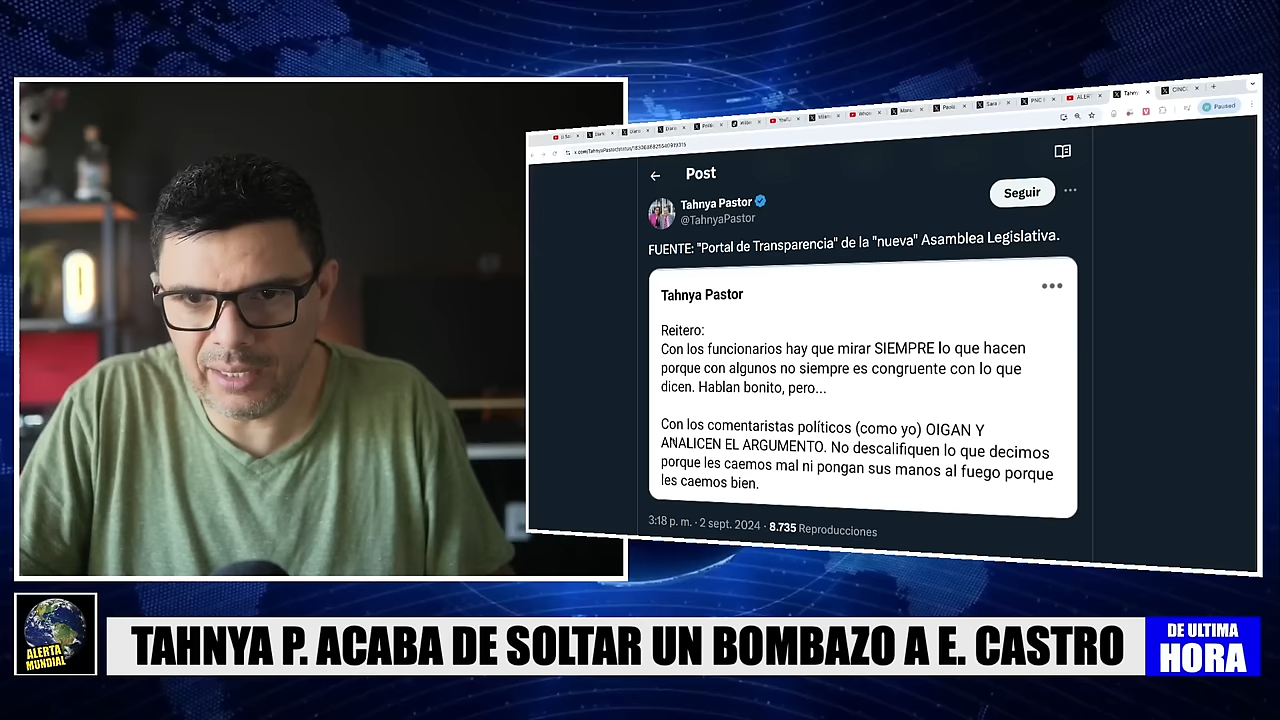 Paused
x.com/TahnyaPastor/status/
Post
Tahnya Pastor
@TahnyaPastor
Seguir
FUENTE: "Portal de Transparencia" de la "nueva" Asamblea Legislativa.
Tahnya Pastor
Reitero:
Con los funcionarios hay que mirar SIEMPRE lo que hacen
porque con algunos no siempre es congruente con lo que
dicen. Hablan bonito, pero...
Con los comentaristas políticos (como yo) OIGAN Y
ANALICEN EL ARGUMENTO. No descalifiquen lo que decimos
porque les caemos mal ni pongan sus manos al fuego porque
les caemos bien.
3:18 p. m. · 2 sept. 2024 · 8.735 Reproducciones
ALERTA
MUNDIAL
TAHNYA P. ACABA DE SOLTAR UN BOMBAZO A E. CASTRO
DE ULTIMA
HORA